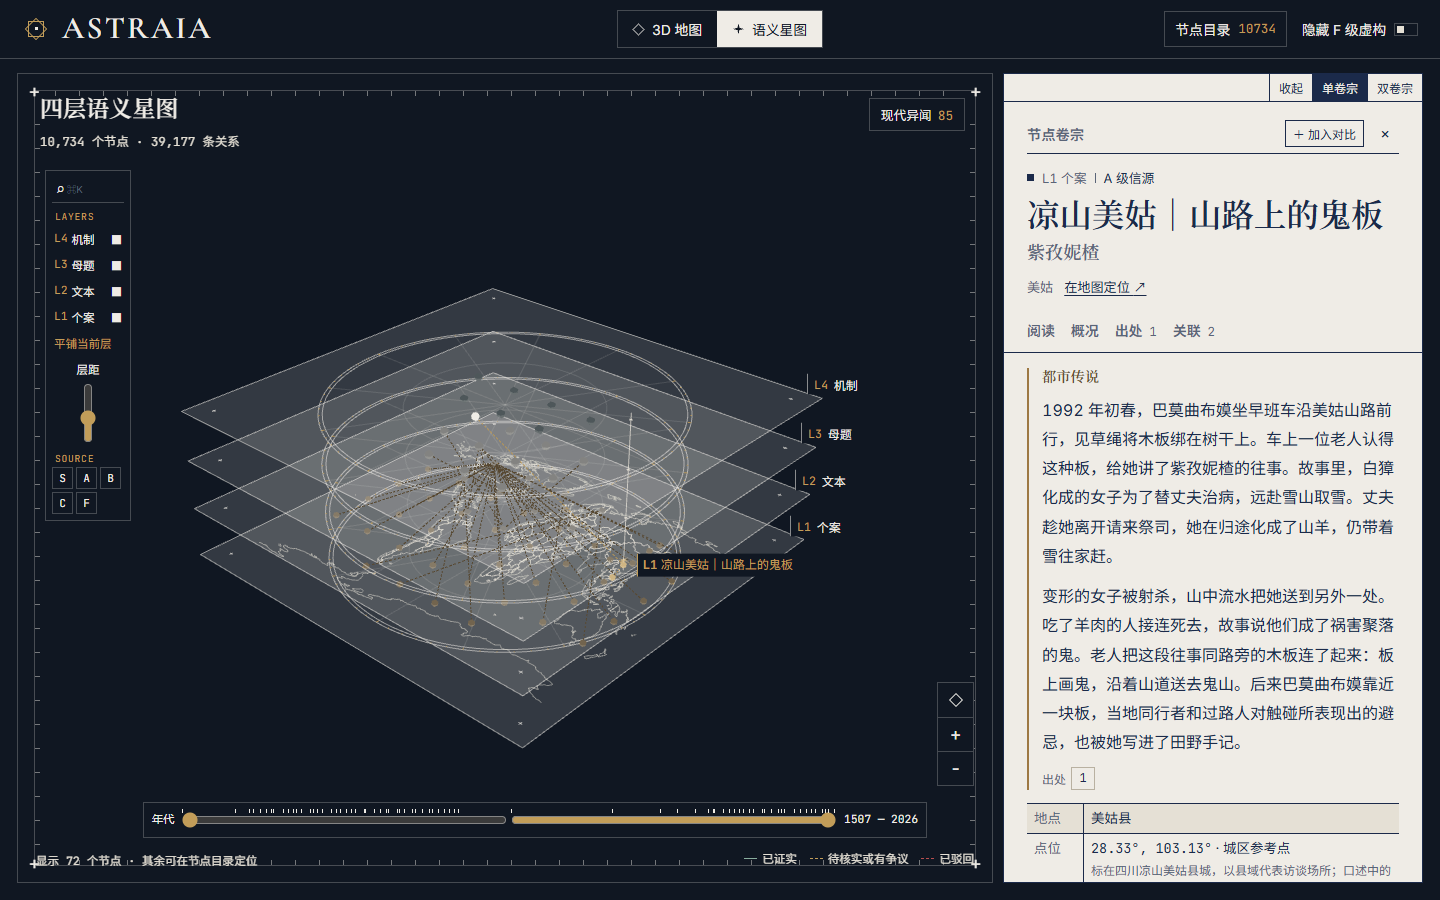 ASTRAIA
3D 地图
语义星图
节点目录 10734
隐藏 F 级虚构
四层语义星图
10,734 个节点 · 39,177 条关系
现代异闻 85
⌘K
LAYERS
L4 机制
L3 母题
L2 文本
L1 个案
平铺当前层
层距
SOURCE
S A B
C F
L4 机制
L3 母题
L2 文本
L1 个案
L1 凉山美姑｜山路上的鬼板
+
-
年代
1507 — 2026
显示 72 个节点 · 其余可在节点目录定位
已证实
待核实或有争议
已驳回
收起
单卷宗
双卷宗
节点卷宗
+ 加入对比
×
L1 个案 | A 级信源
凉山美姑｜山路上的鬼板
紫孜妮楂
美姑 在地图定位 ↗
阅读 概况 出处 1 关联 2
都市传说
1992 年初春，巴莫曲布嫫坐早班车沿美姑山路前
行，见草绳将木板绑在树干上。车上一位老人认得
这种板，给她讲了紫孜妮楂的往事。故事里，白獐
化成的女子为了替丈夫治病，远赴雪山取雪。丈夫
趁她离开请来祭司，她在归途化成了山羊，仍带着
雪往家赶。
变形的女子被射杀，山中流水把她送到另外一处。
吃了羊肉的人接连死去，故事说他们成了祸害聚落
的鬼。老人把这段往事同路旁的木板连了起来：板
上画鬼，沿着山道送去鬼山。后来巴莫曲布嫫靠近
一块板，当地同行者和过路人对触碰所表现出的避
忌，也被她写进了田野手记。
出处 1
地点 美姑县
点位 28.33°, 103.13° · 城区参考点
标在四川凉山美姑县城，以县域代表访谈场所；口述中的